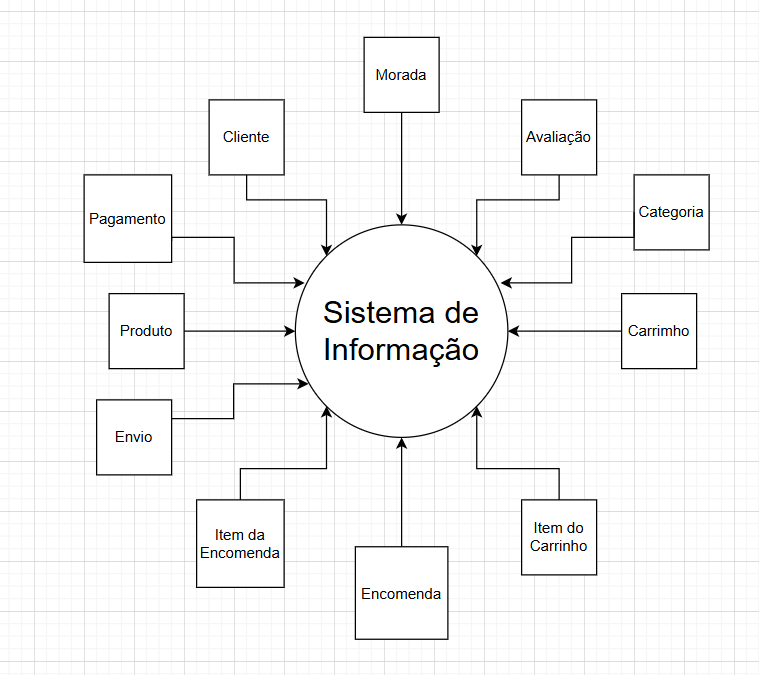 Morada
Cliente
Avaliação
Pagamento
Categoria
Sistema de
Informação
Produto
Carrimho
Envio
Item da
Encomenda
Item do
Carrinho
Encomenda